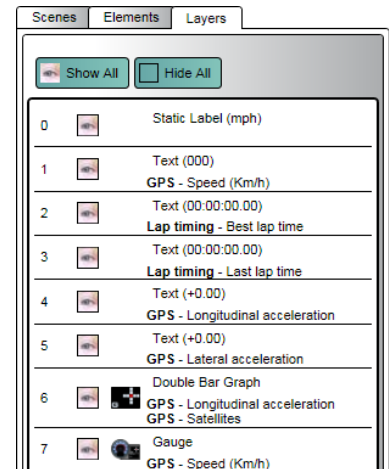 Scenes Elements Layers
Show All Hide All
0 Static Label (mph)
1 Text (000)
GPS - Speed (Km/h)
2 Text (00:00:00.00)
Lap timing - Best lap time
3 Text (00:00:00.00)
Lap timing - Last lap time
4 Text (+0.00)
GPS - Longitudinal acceleration
5 Text (+0.00)
GPS - Lateral acceleration
Double Bar Graph
6 GPS - Longitudinal acceleration
GPS - Satellites
7 Gauge
GPS - Speed (Km/h)